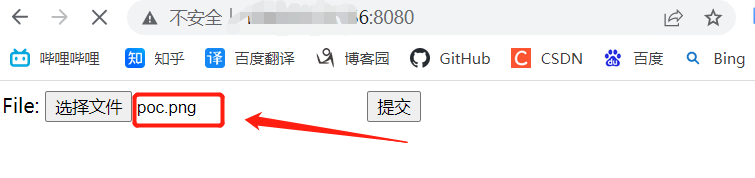 不安全 6:8080
哔哩哔哩 知 知乎 译 百度翻译 博客园 GitHub C CSDN 百度 Bing
File: 选择文件 poc.png 提交